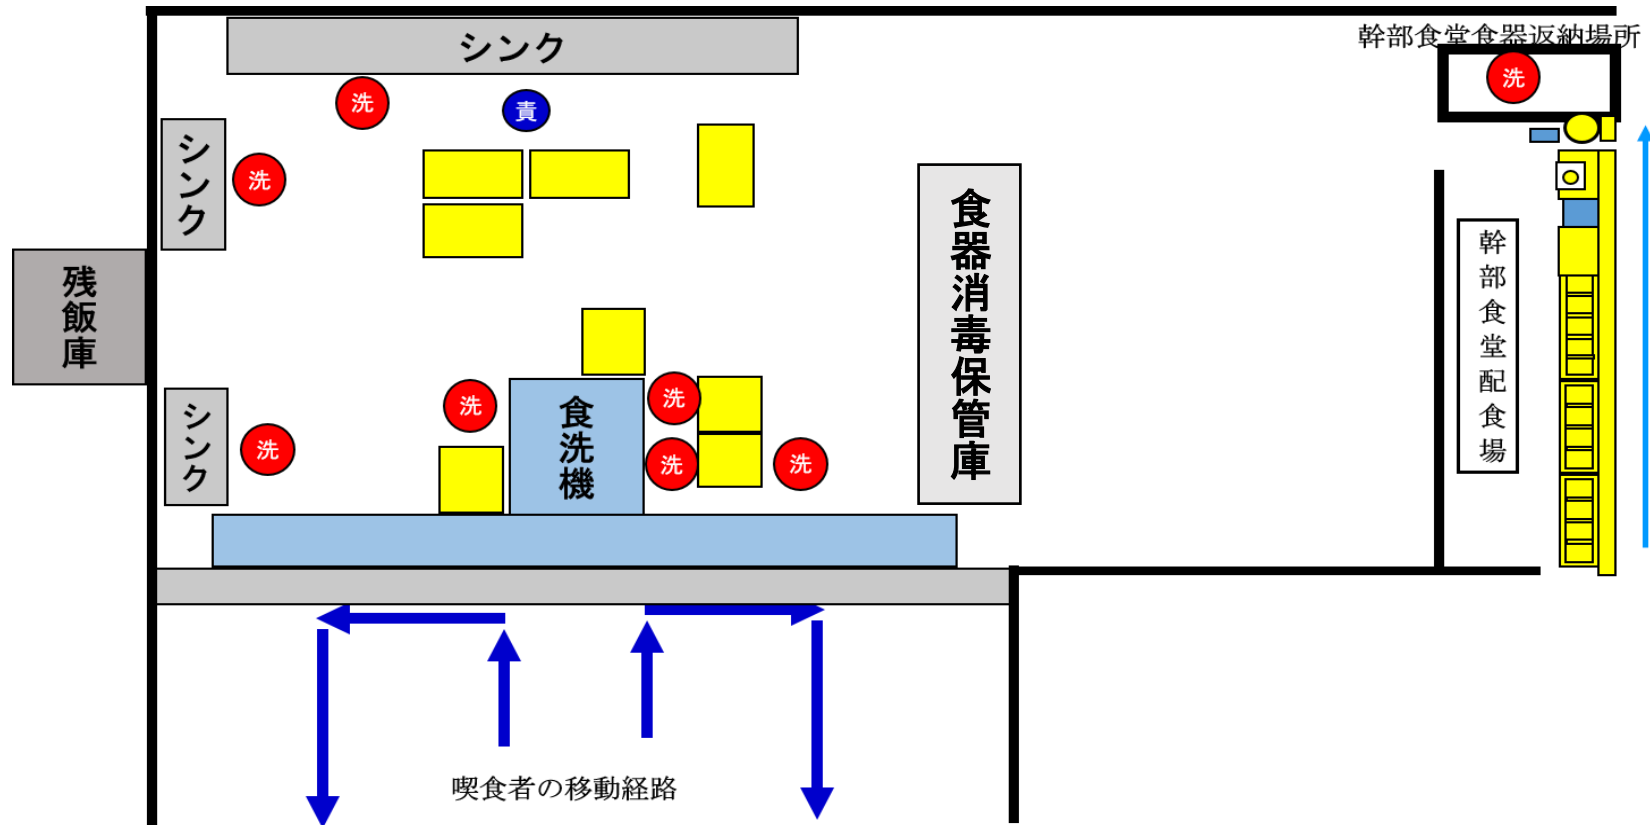 シンク
幹部食堂食器返納場所
洗
洗
責
シンク
洗
食器消毒保管庫
幹部食堂配食場
残飯庫
シンク
洗
洗
食洗機
洗
洗
洗
喫食者の移動経路